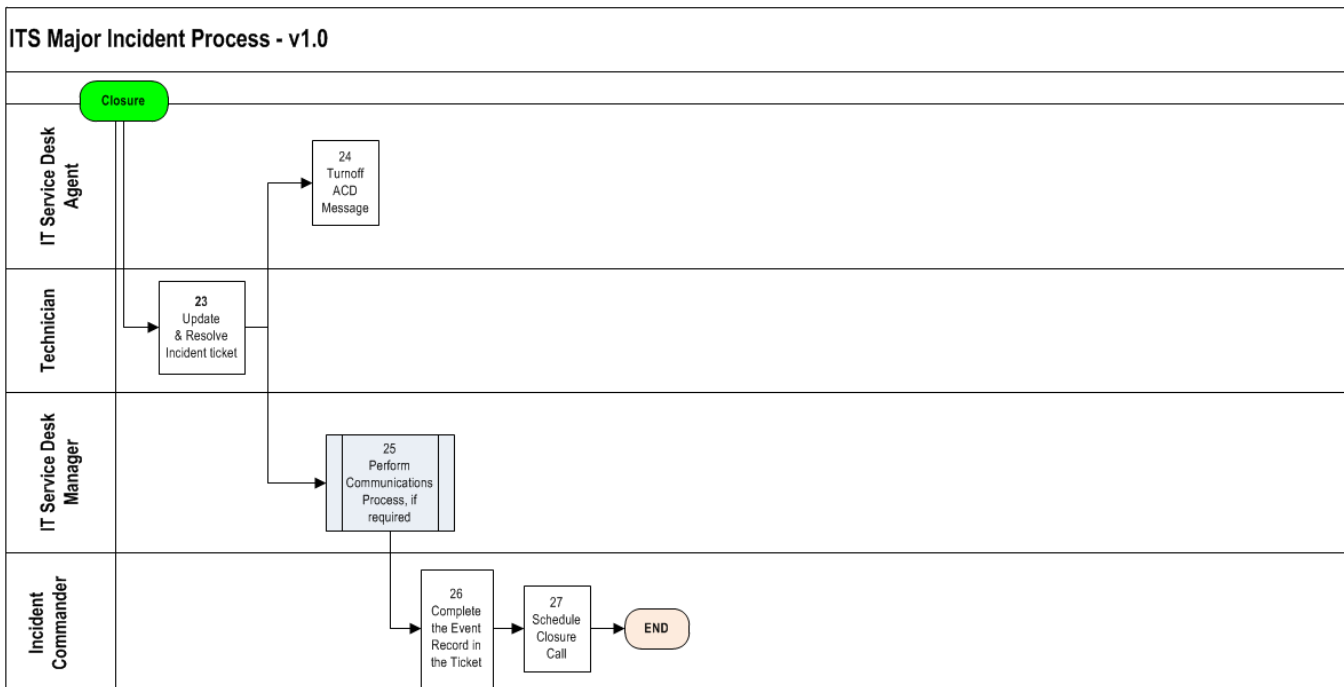 ITS Major Incident Process - v1.0
Closure
IT Service Desk
Agent
24
Turnoff
ACD
Message
Technician
23
Update
& Resolve
Incident ticket
IT Service Desk
Manager
25
Perform
Communications
Process, if
required
Incident
Commander
26
Complete
the Event
Record in
the Ticket
27
Schedule
Closure
Call
END